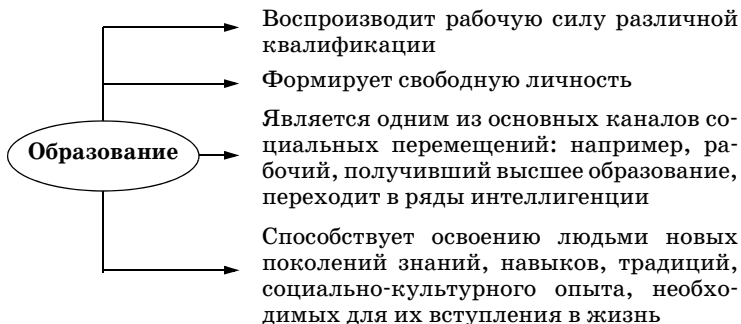 Воспроизводит рабочую силу различной
квалификации
Формирует свободную личность
Является одним из основных каналов со-
циальных перемещений: например, ра-
Образование
бочий, получивший высшее образование,
переходит в ряды интеллигенции
Способствует освоению людьми новых
поколений знаний, навыков, традиций,
социально-культурного опыта, необхо-
димых для их вступления в жизнь